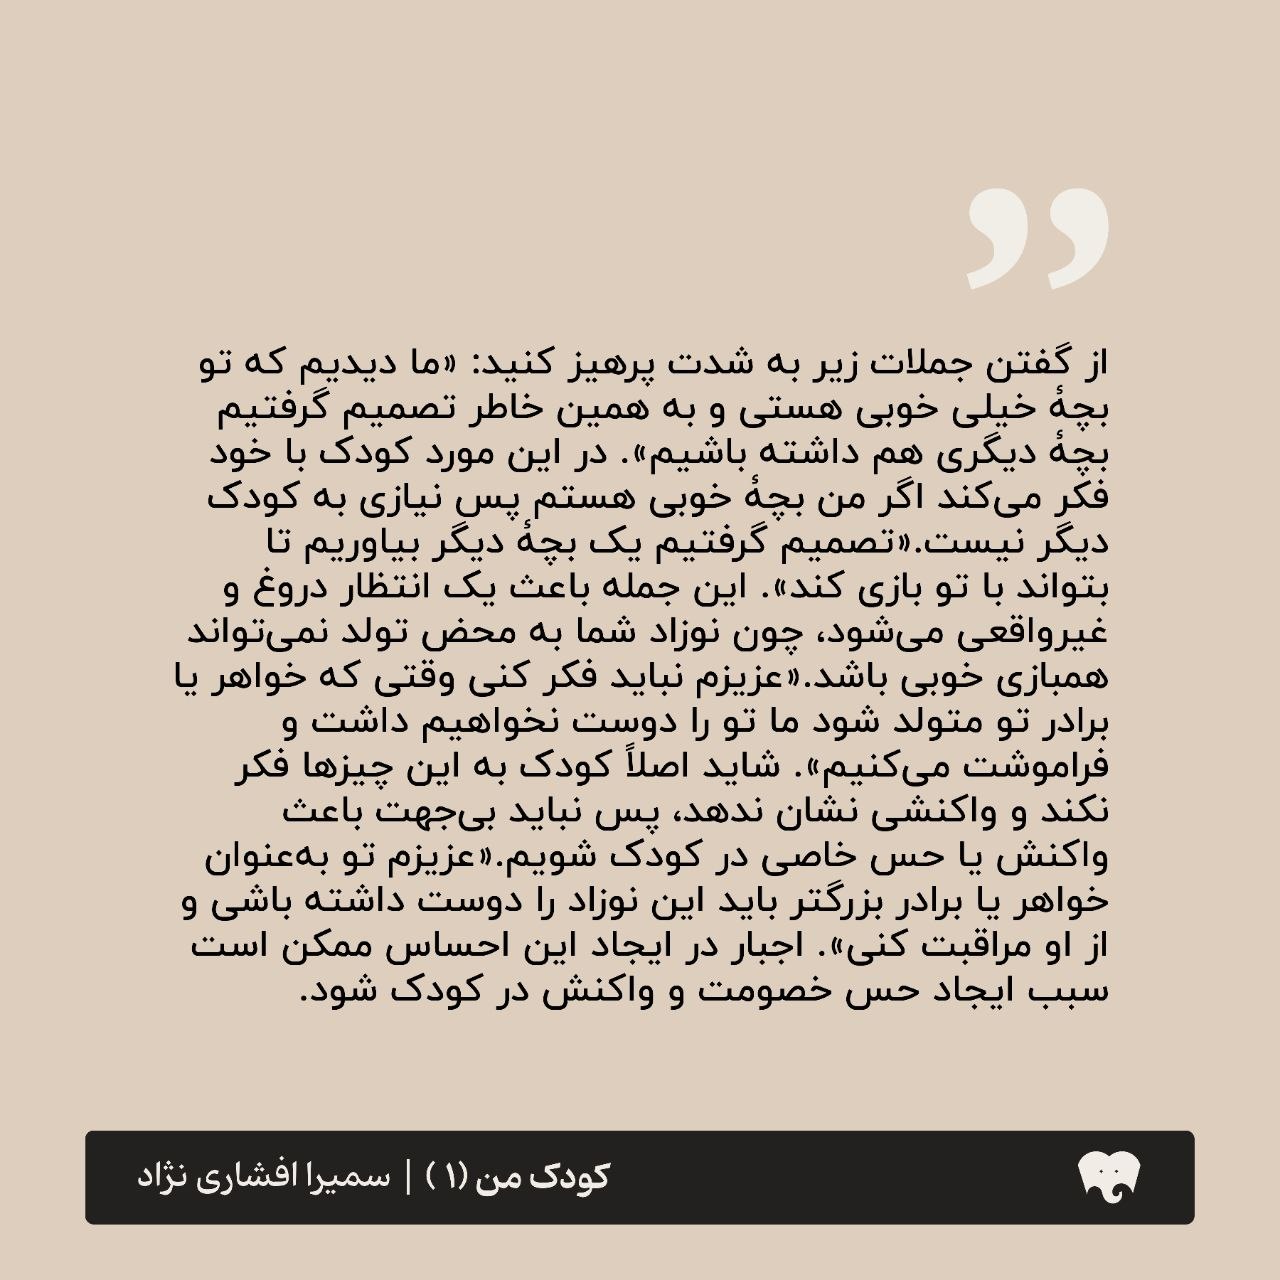 ”
از گفتن جملات زیر به شدت پرهیز کنید: «ما دیدیم که تو
بچهٔ خیلی خوبی هستی و به همین خاطر تصمیم گرفتیم
بچهٔ دیگری هم داشته باشیم». در این مورد کودک با خود
فکر می‌کند اگر من بچهٔ خوبی هستم پس نیازی به کودک
دیگر نیست.«تصمیم گرفتیم یک بچهٔ دیگر بیاوریم تا
بتواند با تو بازی کند». این جمله باعث یک انتظار دروغ و
غیرواقعی می‌شود، چون نوزاد شما به محض تولد نمی‌تواند
همبازی خوبی باشد.«عزیزم نباید فکر کنی وقتی که خواهر یا
برادر تو متولد شود ما تو را دوست نخواهیم داشت و
فراموشت می‌کنیم». شاید اصلاً کودک به این چیزها فکر
نکند و واکنشی نشان ندهد، پس نباید بی‌جهت باعث
واکنش یا حس خاصی در کودک شویم.«عزیزم تو به‌عنوان
خواهر یا برادر بزرگتر باید این نوزاد را دوست داشته باشی و
از او مراقبت کنی». اجبار در ایجاد این احساس ممکن است
سبب ایجاد حس خصومت و واکنش در کودک شود.
کودک من (۱) | سمیرا افشاری نژاد